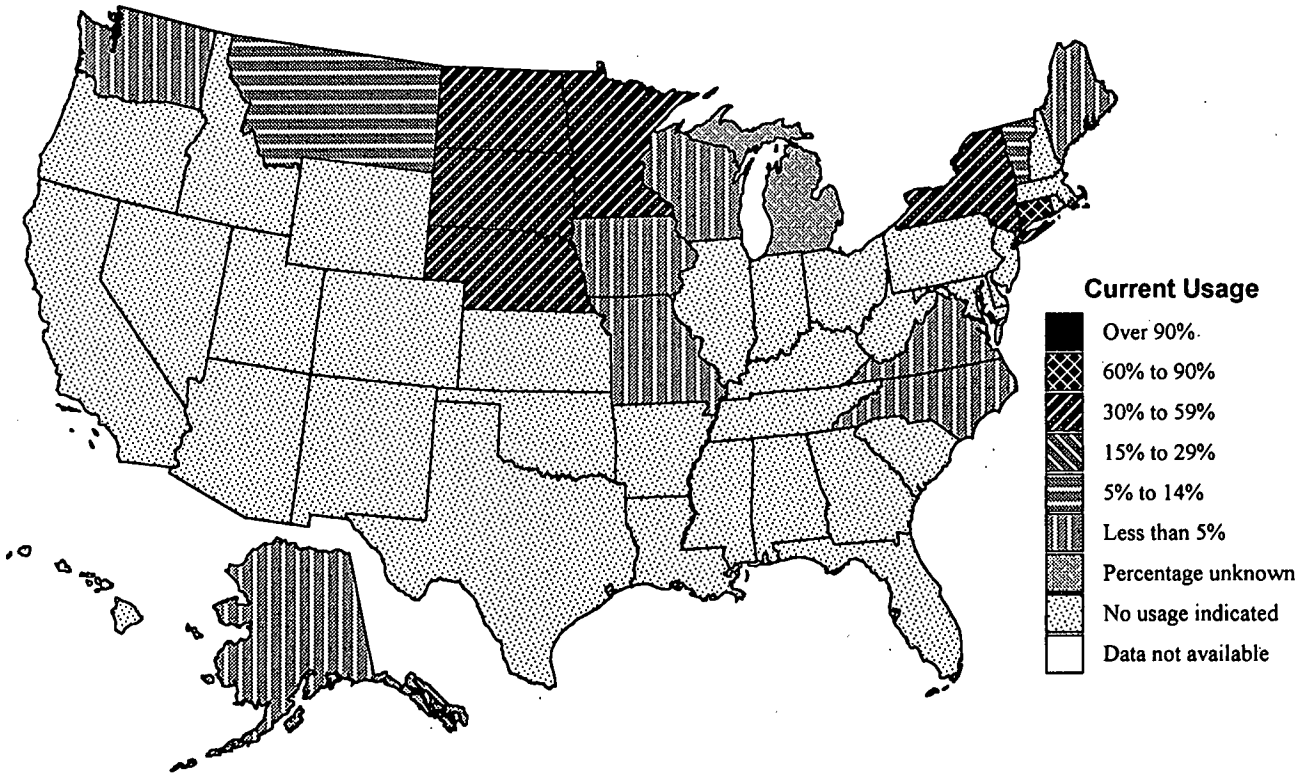 Current Usage
Over 90%
60% to 90%
30% to 59%
15% to 29%
5% to 14%
Less than 5%
Percentage unknown
No usage indicated
Data not available